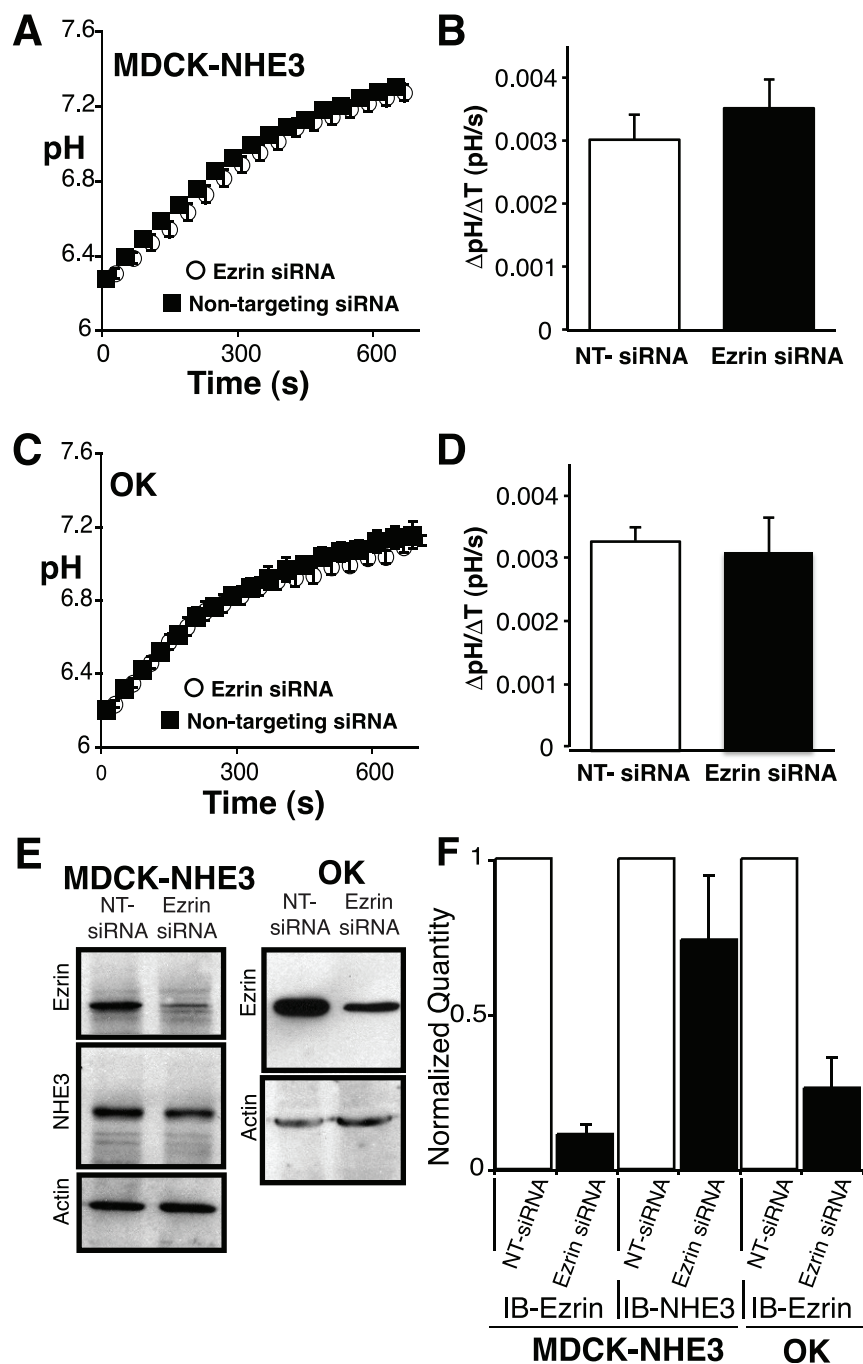 A
7.6
MDCK-NHE3
7.2
pH
6.8
6.4
Ezrin siRNA
Non-targeting siRNA
6
0 300 600
Time (s)
B
0.004
0.003
0.002
0.001
0
ΔpH/ΔT (pH/s)
NT- siRNA Ezrin siRNA
C
7.6
OK
7.2
pH
6.8
6.4
Ezrin siRNA
Non-targeting siRNA
6
0 300 600
Time (s)
D
0.004
0.003
0.002
0.001
0
ΔpH/ΔT (pH/s)
NT- siRNA Ezrin siRNA
E
MDCK-NHE3
NT- Ezrin
siRNA siRNA
Ezrin
NHE3
Actin
OK
NT- Ezrin
siRNA siRNA
Ezrin
Actin
F
1
0.5
0
Normalized Quantity
NT-siRNA
Ezrin siRNA
NT-siRNA
Ezrin siRNA
NT-siRNA
Ezrin siRNA
IB-Ezrin IB-NHE3 IB-Ezrin
MDCK-NHE3 OK